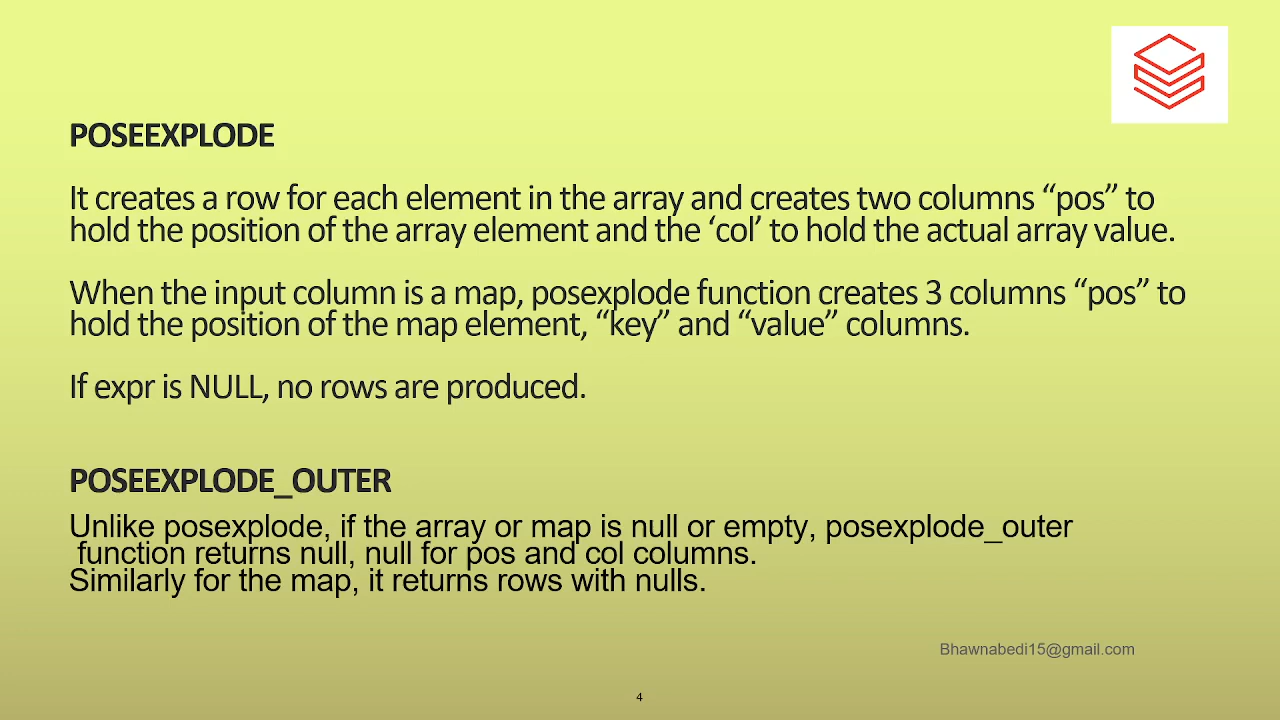 POSEEXPLODE
It creates a row for each element in the array and creates two columns “pos” to
hold the position of the array element and the ‘col’ to hold the actual array value.
When the input column is a map, posexplode function creates 3 columns “pos” to
hold the position of the map element, “key” and “value” columns.
If expr is NULL, no rows are produced.
POSEEXPLODE_OUTER
Unlike posexplode, if the array or map is null or empty, posexplode_outer
function returns null, null for pos and col columns.
Similarly for the map, it returns rows with nulls.
Bhawnabedi15@gmail.com
4